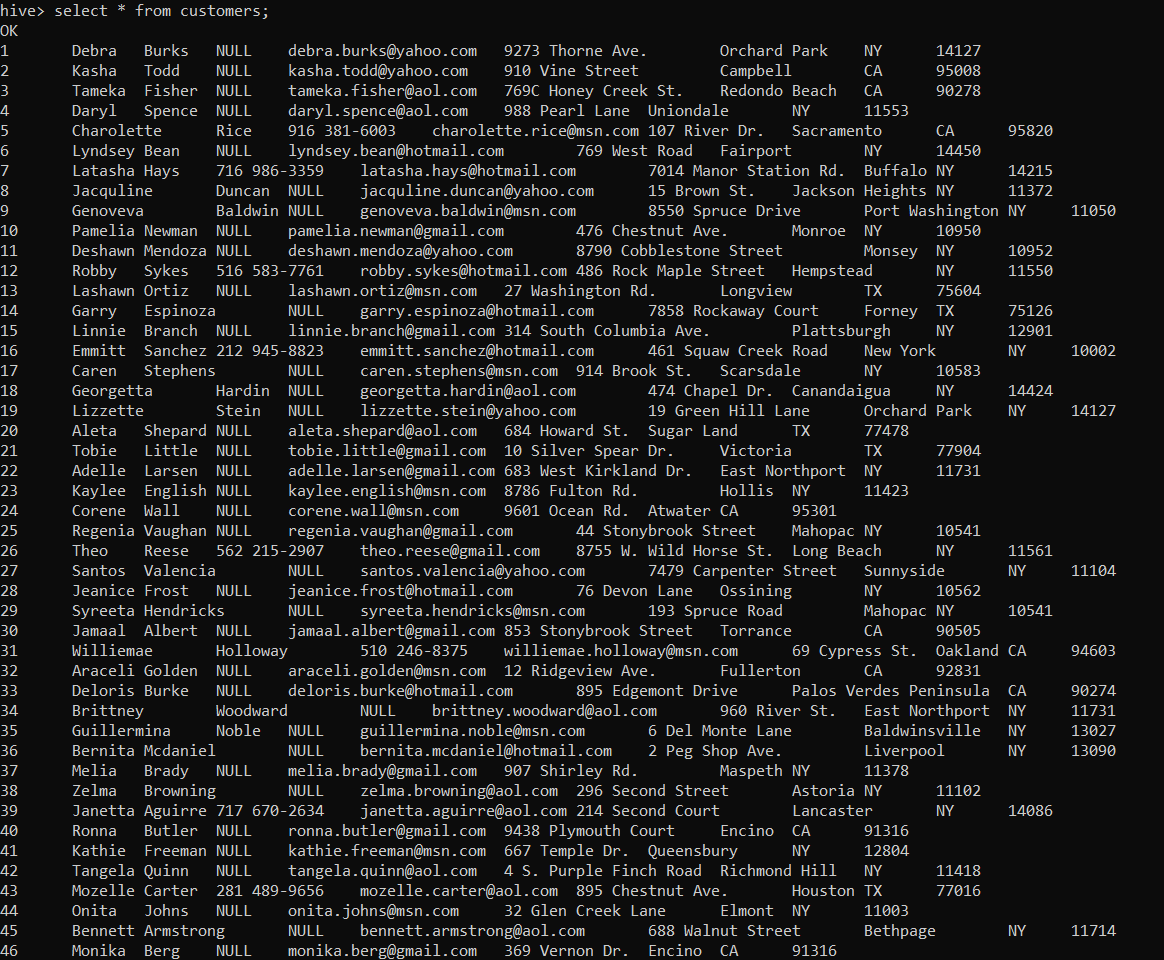 hive> select * from customers;
OK
1 Debra Burks NULL debra.burks@yahoo.com 9273 Thorne Ave. Orchard Park NY 14127
2 Kasha Todd NULL kasha.todd@yahoo.com 910 Vine Street Campbell CA 95008
3 Tameka Fisher NULL tameka.fisher@aol.com 769C Honey Creek St. Redondo Beach CA 90278
4 Daryl Spence NULL daryl.spence@aol.com 988 Pearl Lane Uniondale NY 11553
5 Charolette Rice 916 381-6003 charolette.rice@msn.com 107 River Dr. Sacramento CA 95820
6 Lyndsey Bean NULL lyndsey.bean@hotmail.com 769 West Road Fairport NY 14450
7 Latasha Hays 716 986-3359 latasha.hays@hotmail.com 7014 Manor Station Rd. Buffalo NY 14215
8 Jacquline Duncan NULL jacquline.duncan@yahoo.com 15 Brown St. Jackson Heights NY 11372
9 Genoveva Baldwin NULL genoveva.baldwin@msn.com 8550 Spruce Drive Port Washington NY 11050
10 Pamelia Newman NULL pamelia.newman@gmail.com 476 Chestnut Ave. Monroe NY 10950
11 Deshawn Mendoza NULL deshawn.mendoza@yahoo.com 8790 Cobblestone Street Monsey NY 10952
12 Robby Sykes 516 583-7761 robby.sykes@hotmail.com 486 Rock Maple Street Hempstead NY 11550
13 Lashawn Ortiz NULL lashawn.ortiz@msn.com 27 Washington Rd. Longview TX 75604
14 Garry Espinoza NULL garry.espinoza@hotmail.com 7858 Rockaway Court Forney TX 75126
15 Linnie Branch NULL linnie.branch@gmail.com 314 South Columbia Ave. Plattsburgh NY 12901
16 Emmitt Sanchez 212 945-8823 emmitt.sanchez@hotmail.com 461 Squaw Creek Road New York NY 10002
17 Caren Stephens NULL caren.stephens@msn.com 914 Brook St. Scarsdale NY 10583
18 Georgetta Hardin NULL georgetta.hardin@aol.com 474 Chapel Dr. Canandaigua NY 14424
19 Lizzette Stein NULL lizzette.stein@yahoo.com 19 Green Hill Lane Orchard Park NY 14127
20 Aleta Shepard NULL aleta.shepard@aol.com 684 Howard St. Sugar Land TX 77478
21 Tobie Little NULL tobie.little@gmail.com 10 Silver Spear Dr. Victoria TX 77904
22 Adelle Larsen NULL adelle.larsen@gmail.com 683 West Kirkland Dr. East Northport NY 11731
23 Kaylee English NULL kaylee.english@msn.com 8786 Fulton Rd. Hollis NY 11423
24 Corene Wall NULL corene.wall@msn.com 9601 Ocean Rd. Atwater CA 95301
25 Regenia Vaughan NULL regenia.vaughan@gmail.com 44 Stonybrook Street Mahopac NY 10541
26 Theo Reese 562 215-2907 theo.reese@gmail.com 8755 W. Wild Horse St. Long Beach NY 11561
27 Santos Valencia NULL santos.valencia@yahoo.com 7479 Carpenter Street Sunnyside NY 11104
28 Jeanice Frost NULL jeanice.frost@hotmail.com 76 Devon Lane Ossining NY 10562
29 Syreeta Hendricks NULL syreeta.hendricks@msn.com 193 Spruce Road Mahopac NY 10541
30 Jamaal Albert NULL jamaal.albert@gmail.com 853 Stonybrook Street Torrance CA 90505
31 Williemae Holloway 510 246-8375 williemae.holloway@msn.com 69 Cypress St. Oakland CA 94603
32 Araceli Golden NULL araceli.golden@msn.com 12 Ridgeview Ave. Fullerton CA 92831
33 Deloris Burke NULL deloris.burke@hotmail.com 895 Edgemont Drive Palos Verdes Peninsula CA 90274
34 Brittney Woodward NULL brittney.woodward@aol.com 960 River St. East Northport NY 11731
35 Guillermina Noble NULL guillermina.noble@msn.com 6 Del Monte Lane Baldwinsville NY 13027
36 Bernita Mcdaniel NULL bernita.mcdaniel@hotmail.com 2 Peg Shop Ave. Liverpool NY 13090
37 Melia Brady NULL melia.brady@gmail.com 907 Shirley Rd. Maspeth NY 11378
38 Zelma Browning NULL zelma.browning@aol.com 296 Second Street Astoria NY 11102
39 Janetta Aguirre 717 670-2634 janetta.aguirre@aol.com 214 Second Court Lancaster NY 14086
40 Ronna Butler NULL ronna.butler@gmail.com 9438 Plymouth Court Encino CA 91316
41 Kathie Freeman NULL kathie.freeman@msn.com 667 Temple Dr. Queensbury NY 12804
42 Tangela Quinn NULL tangela.quinn@aol.com 4 S. Purple Finch Road Richmond Hill NY 11418
43 Mozelle Carter 281 489-9656 mozelle.carter@aol.com 895 Chestnut Ave. Houston TX 77016
44 Onita Johns NULL onita.johns@msn.com 32 Glen Creek Lane Elmont NY 11003
45 Bennett Armstrong NULL bennett.armstrong@aol.com 688 Walnut Street Bethpage NY 11714
46 Monika Berg NULL monika.berg@gmail.com 369 Vernon Dr. Encino CA 91316